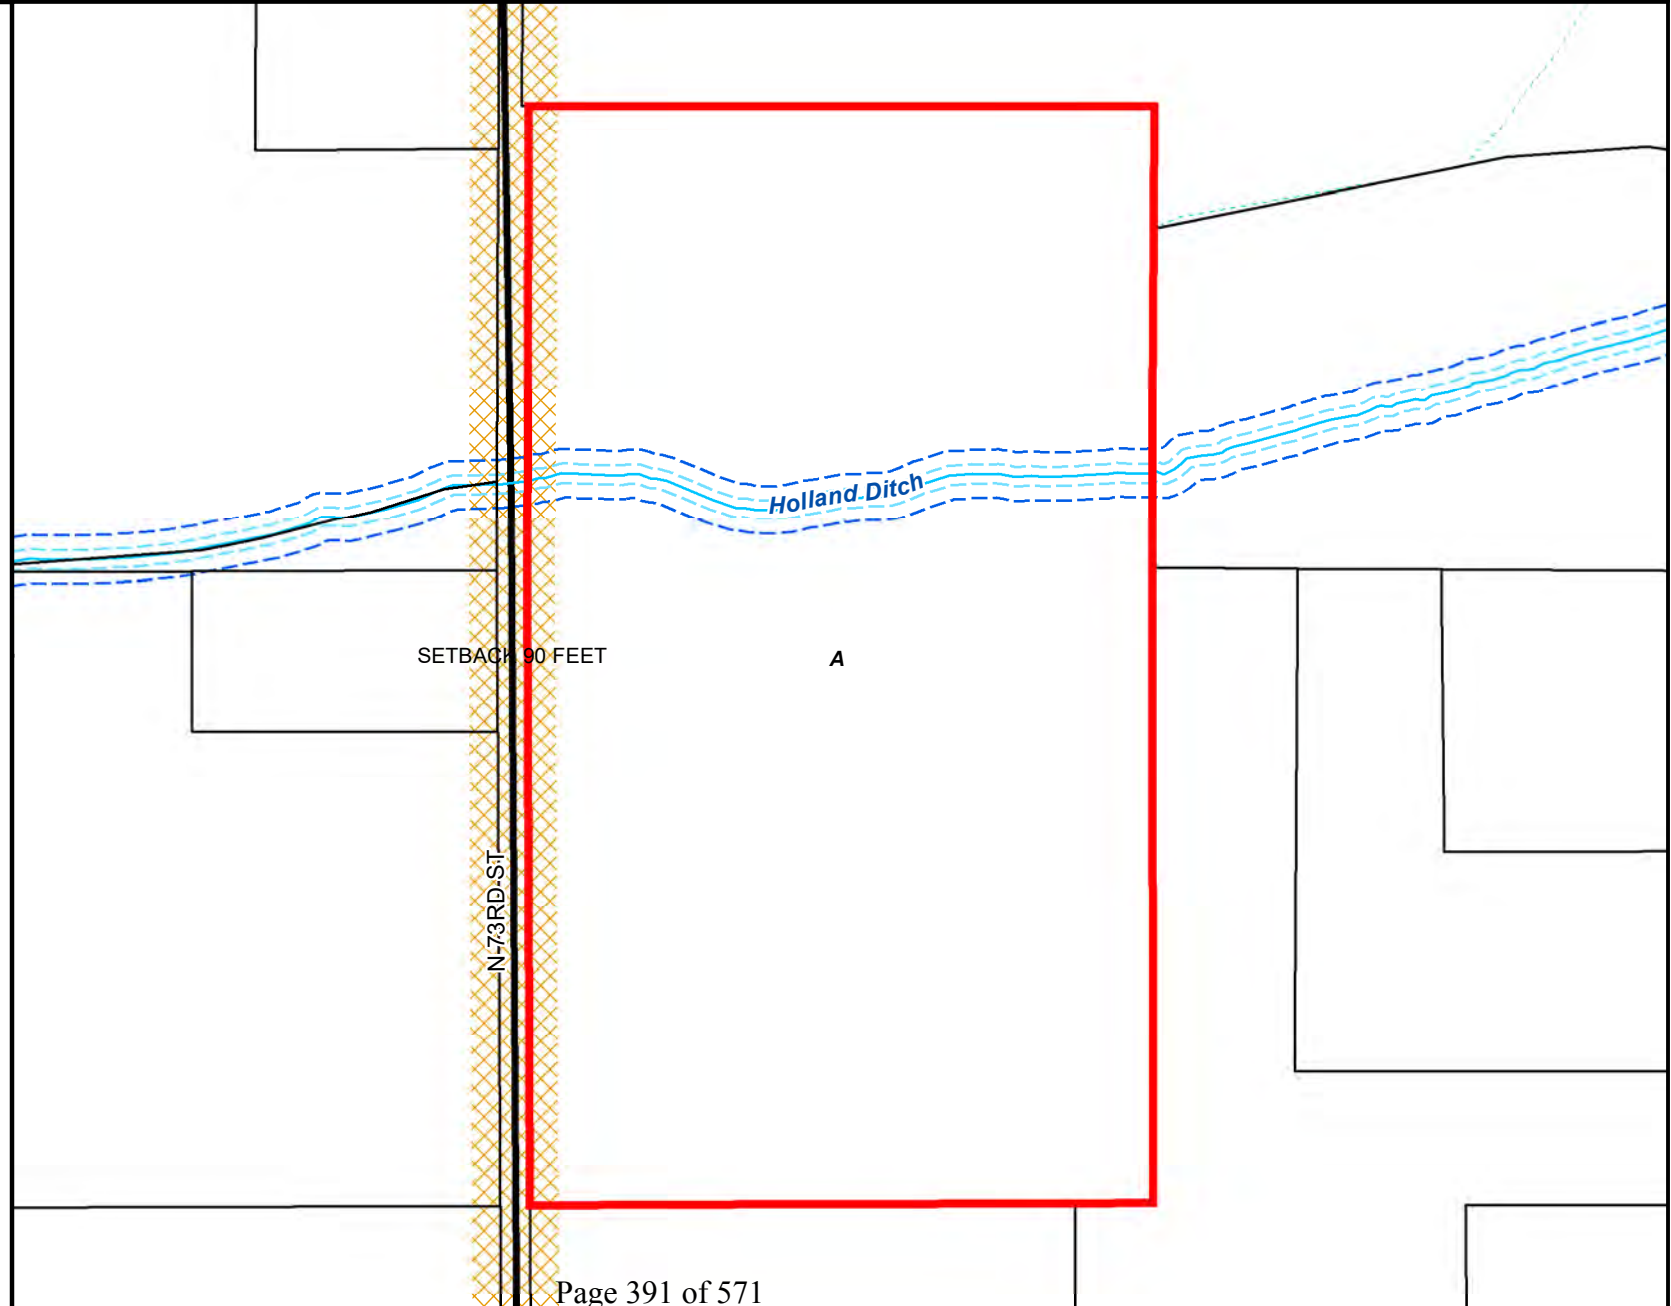 Holland Ditch
SETBACK 90 FEET
A
N 73RD ST
Page 391 of 571